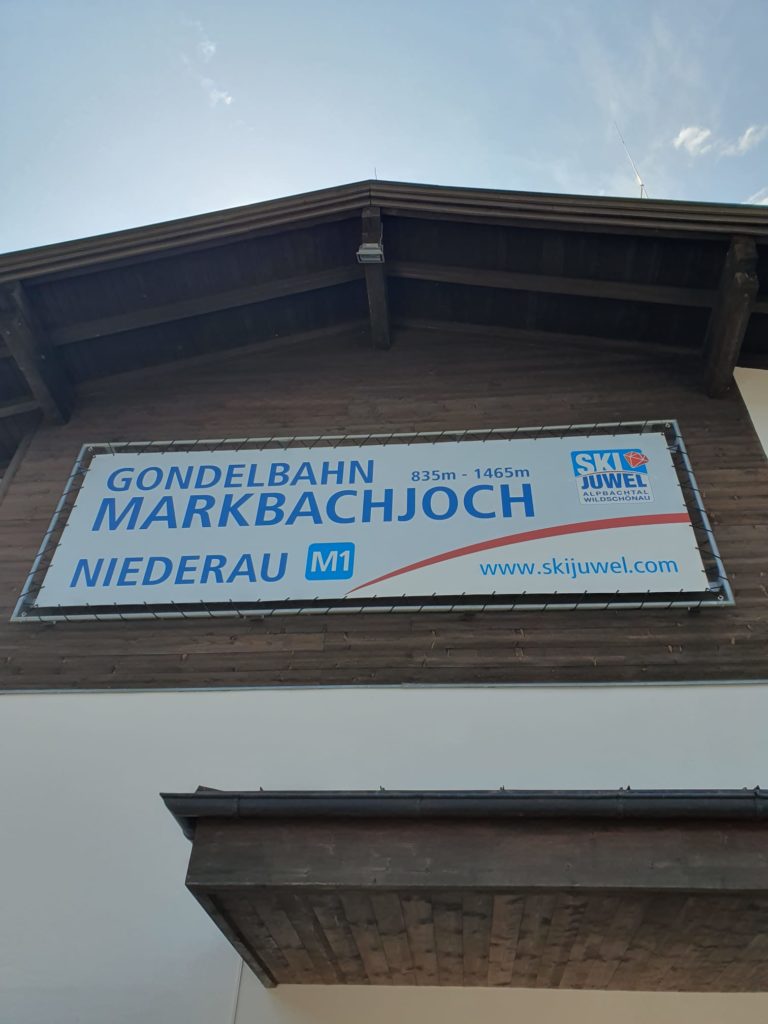 GONDELBAHN 835m - 1465m
MARKBACHJOCH
NIEDERAU M1
SKI
JUWEL
ALPBACHTAL
WILDSCHÖNAU
www.skijuwel.com